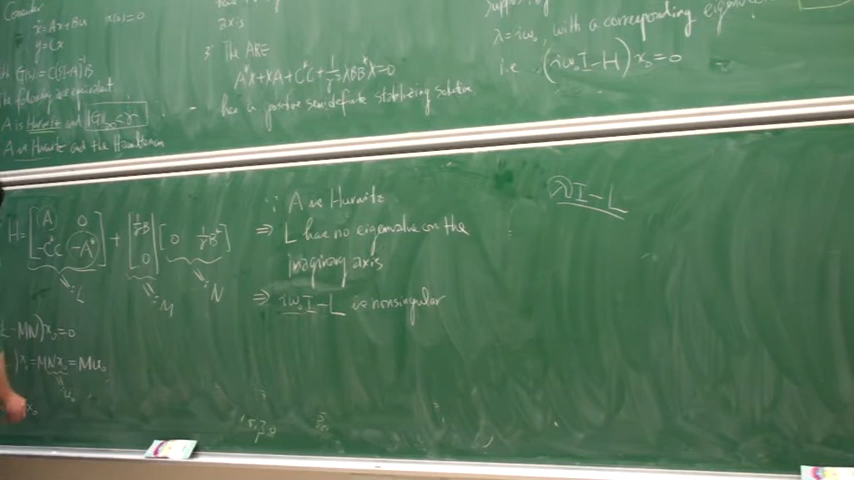 Consider
ẋ=Ax+Bu x(0)=0
y=Cx
G(s)=C(sI-A)⁻¹B
The following are equivalent
A is Hurwitz and ‖G‖∞<γ
A is Hurwitz and the Hamiltonian
axis
3° The ARE
A*X+XA+C*C+1/γ² XBB*X=0
has a positive semidefinite stabilizing solution
λ=iω₀, with a corresponding
i.e. (iω₀I-H)x₀=0
H=[A 0; -C*C -A*]+[1/γ B; 0][0 1/γ B*]
:L
:M
:N
-MN)x₀=0
)x₀=MNx₀=Mu₀
u₀
x₀
∵ A is Hurwitz
⇒ L has no eigenvalue on the
imaginary axis
⇒ iω₀I-L is nonsingular
λI-L